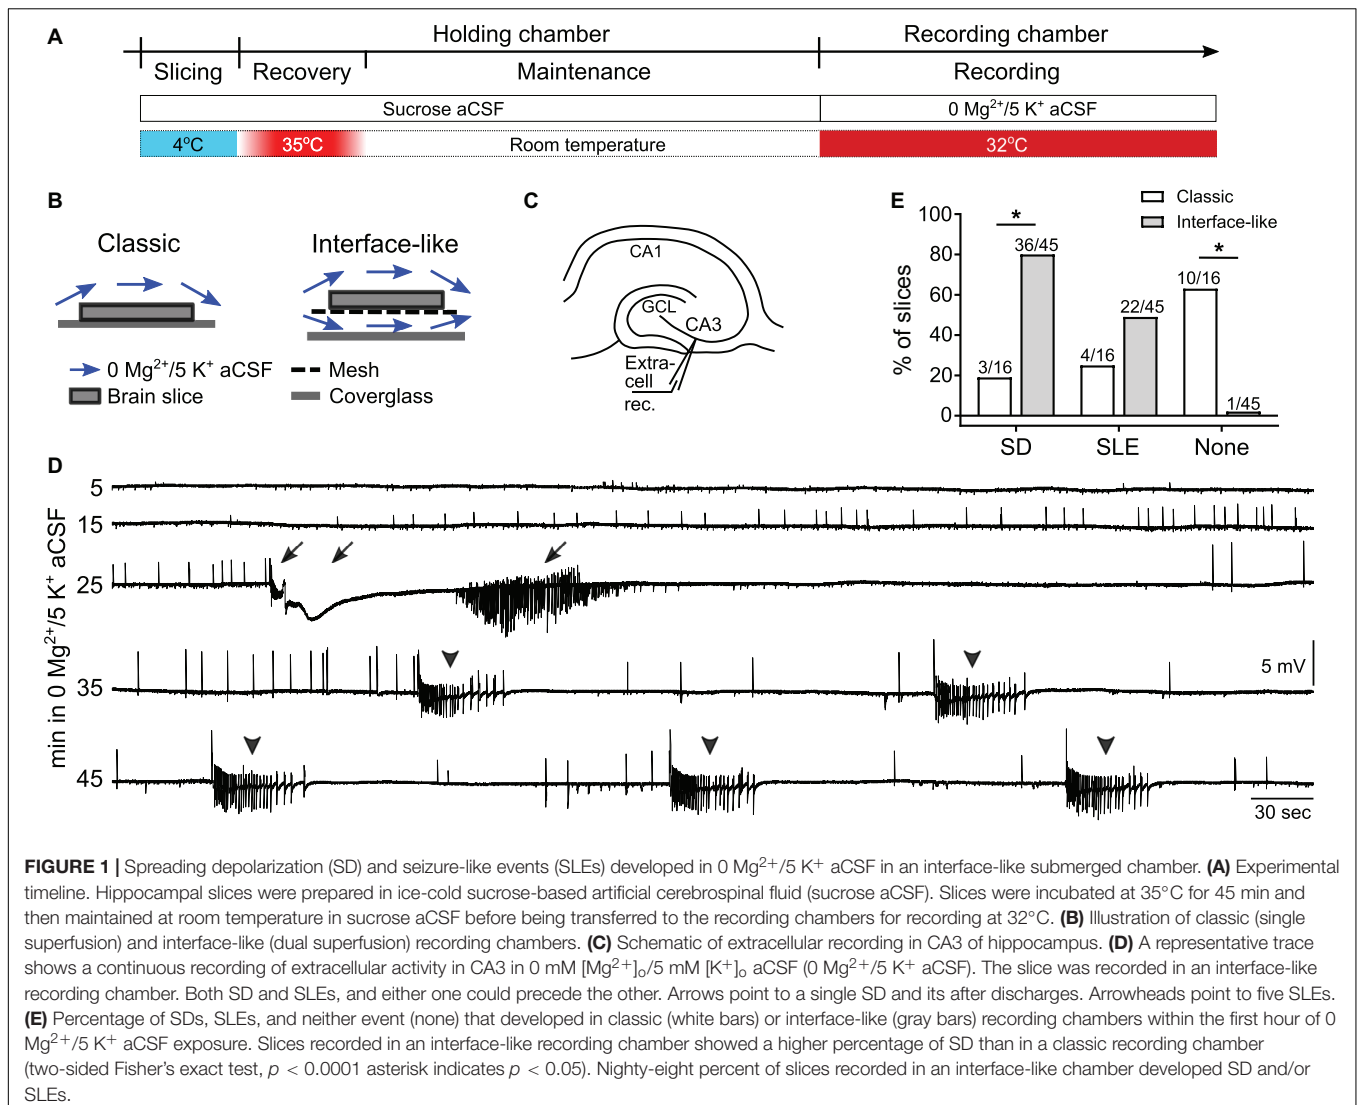 A
Holding chamber
Recording chamber
Slicing
Recovery
Maintenance
Recording
Sucrose aCSF
0 Mg²⁺/5 K⁺ aCSF
4ºC
35ºC
Room temperature
32ºC
B
Classic
Interface-like
0 Mg²⁺/5 K⁺ aCSF
Mesh
Brain slice
Coverglass
C
CA1
GCL
CA3
Extra-
cell
rec.
E
Classic
Interface-like
% of slices
100
80
60
40
20
0
*
*
3/16
36/45
4/16
22/45
10/16
1/45
SD
SLE
None
D
min in 0 Mg²⁺/5 K⁺ aCSF
5
15
25
35
45
5 mV
30 sec
FIGURE 1 | Spreading depolarization (SD) and seizure-like events (SLEs) developed in 0 Mg²⁺/5 K⁺ aCSF in an interface-like submerged chamber. (A) Experimental
timeline. Hippocampal slices were prepared in ice-cold sucrose-based artificial cerebrospinal fluid (sucrose aCSF). Slices were incubated at 35°C for 45 min and
then maintained at room temperature in sucrose aCSF before being transferred to the recording chambers for recording at 32°C. (B) Illustration of classic (single
superfusion) and interface-like (dual superfusion) recording chambers. (C) Schematic of extracellular recording in CA3 of hippocampus. (D) A representative trace
shows a continuous recording of extracellular activity in CA3 in 0 mM [Mg²⁺]ₒ/5 mM [K⁺]ₒ aCSF (0 Mg²⁺/5 K⁺ aCSF). The slice was recorded in an interface-like
recording chamber. Both SD and SLEs, and either one could precede the other. Arrows point to a single SD and its after discharges. Arrowheads point to five SLEs.
(E) Percentage of SDs, SLEs, and neither event (none) that developed in classic (white bars) or interface-like (gray bars) recording chambers within the first hour of 0
Mg²⁺/5 K⁺ aCSF exposure. Slices recorded in an interface-like recording chamber showed a higher percentage of SD than in a classic recording chamber
(two-sided Fisher's exact test, p < 0.0001 asterisk indicates p < 0.05). Nighty-eight percent of slices recorded in an interface-like chamber developed SD and/or
SLEs.